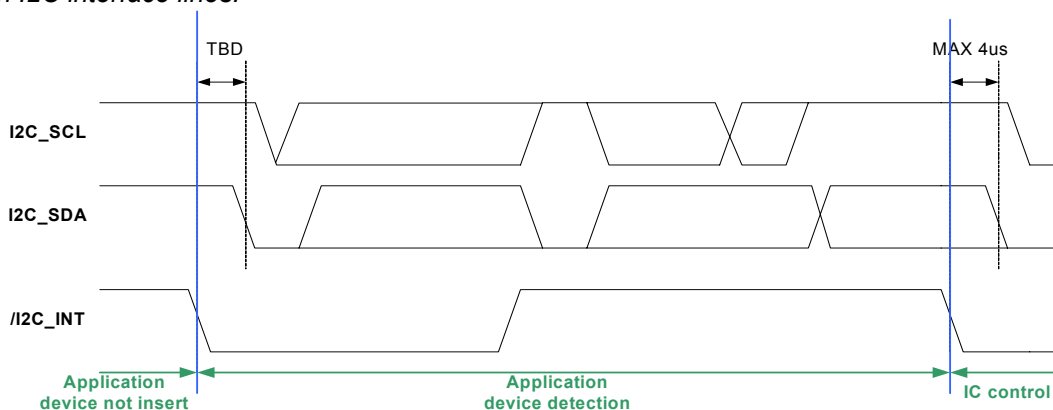 TBD
MAX 4us
I2C_SCL
I2C_SDA
/I2C_INT
Application
device not insert
Application
device detection
IC control